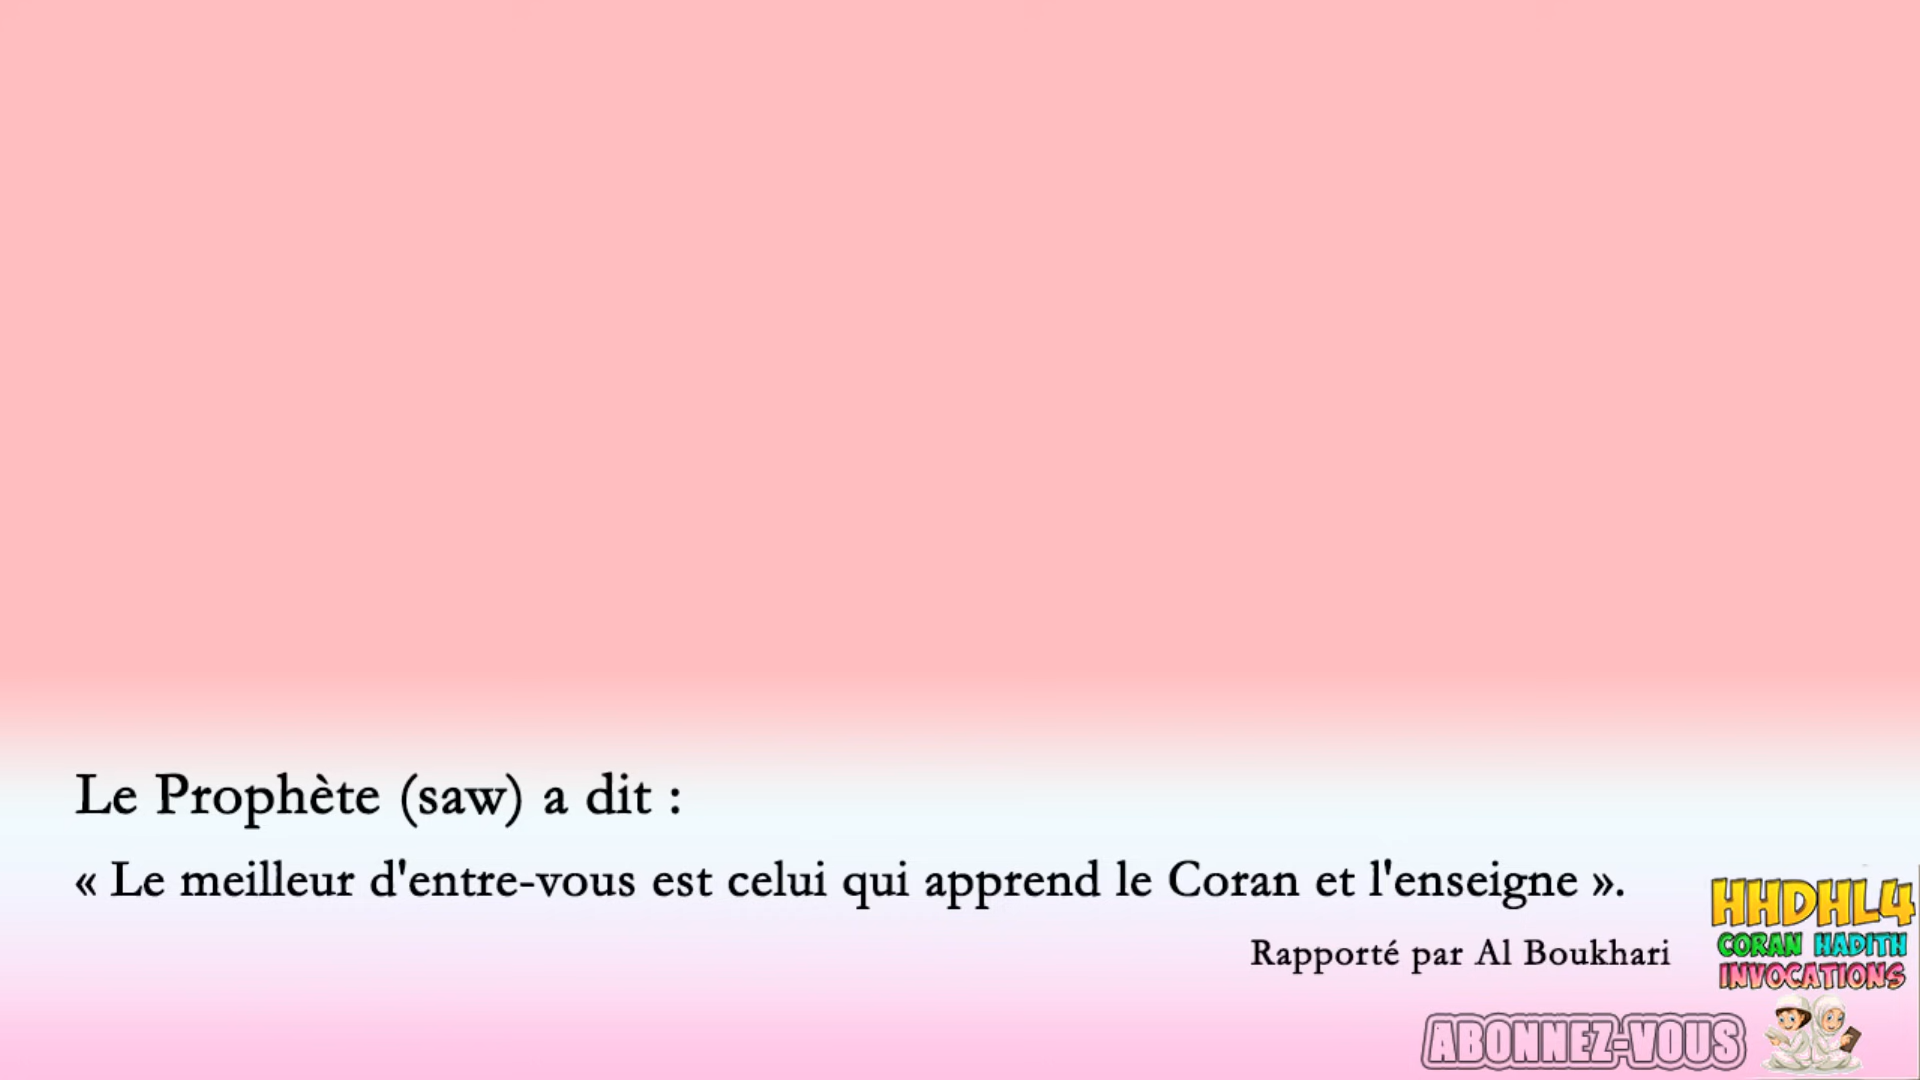 Le Prophète (saw) a dit :
« Le meilleur d'entre-vous est celui qui apprend le Coran et l'enseigne ».
Rapporté par Al Boukhari
HHDHL4
CORAN HADITH
INVOCATIONS
ABONNEZ-VOUS